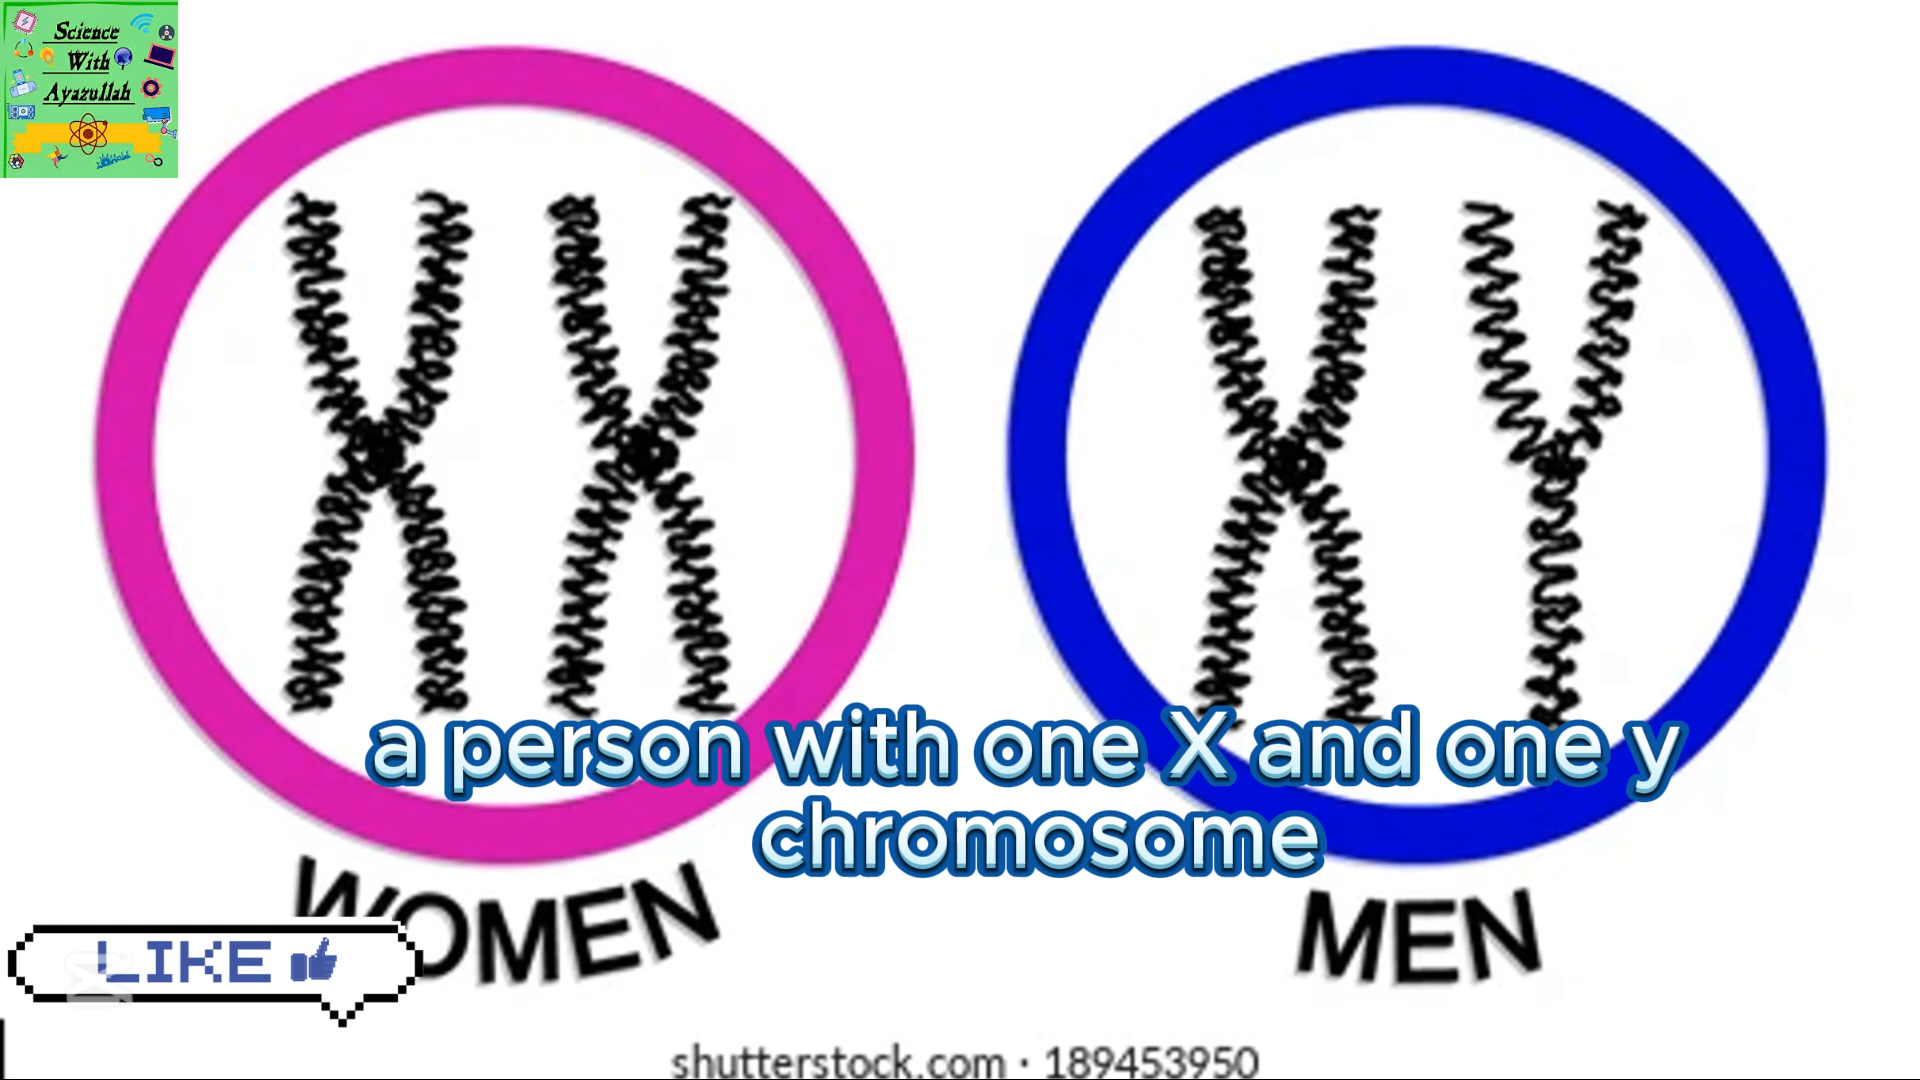 Science
With
Ayazullah
a person with one X and one y
chromosome
WOMEN
MEN
LIKE
shutterstock.com · 189453950